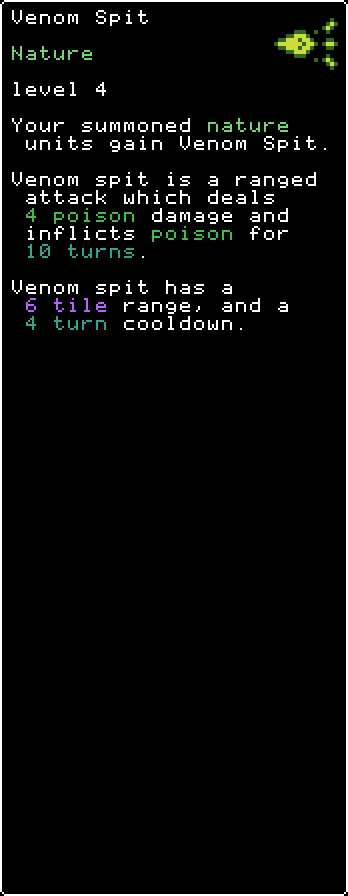 Venom Spit
Nature
level 4
Your summoned nature
units gain Venom Spit.
Venom spit is a ranged
attack which deals
4 poison damage and
inflicts poison for
10 turns.
Venom spit has a
6 tile range, and a
4 turn cooldown.